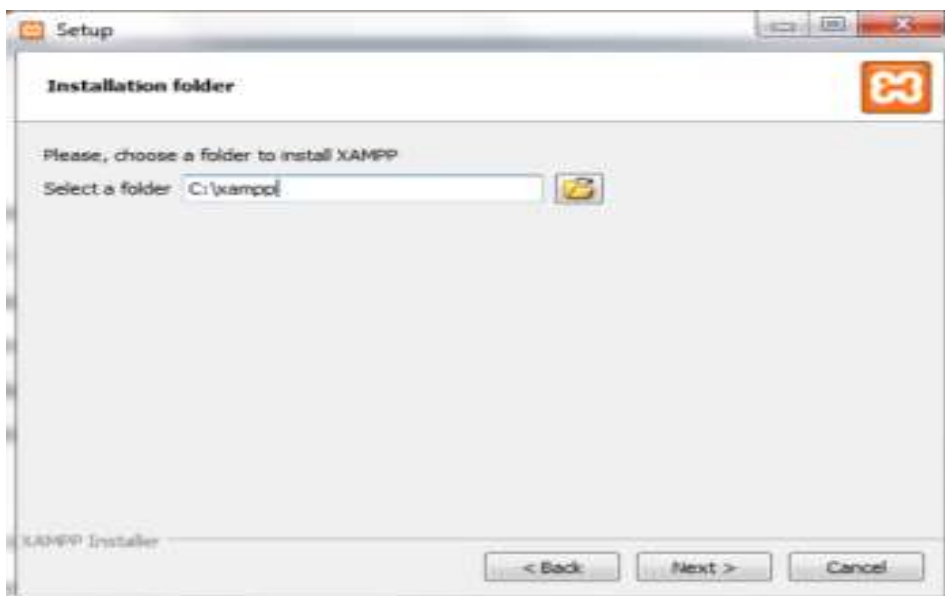 Setup
Installation folder
Please, choose a folder to install XAMPP
Select a folder C:\xampp
XAMPP Installer
< Back Next > Cancel